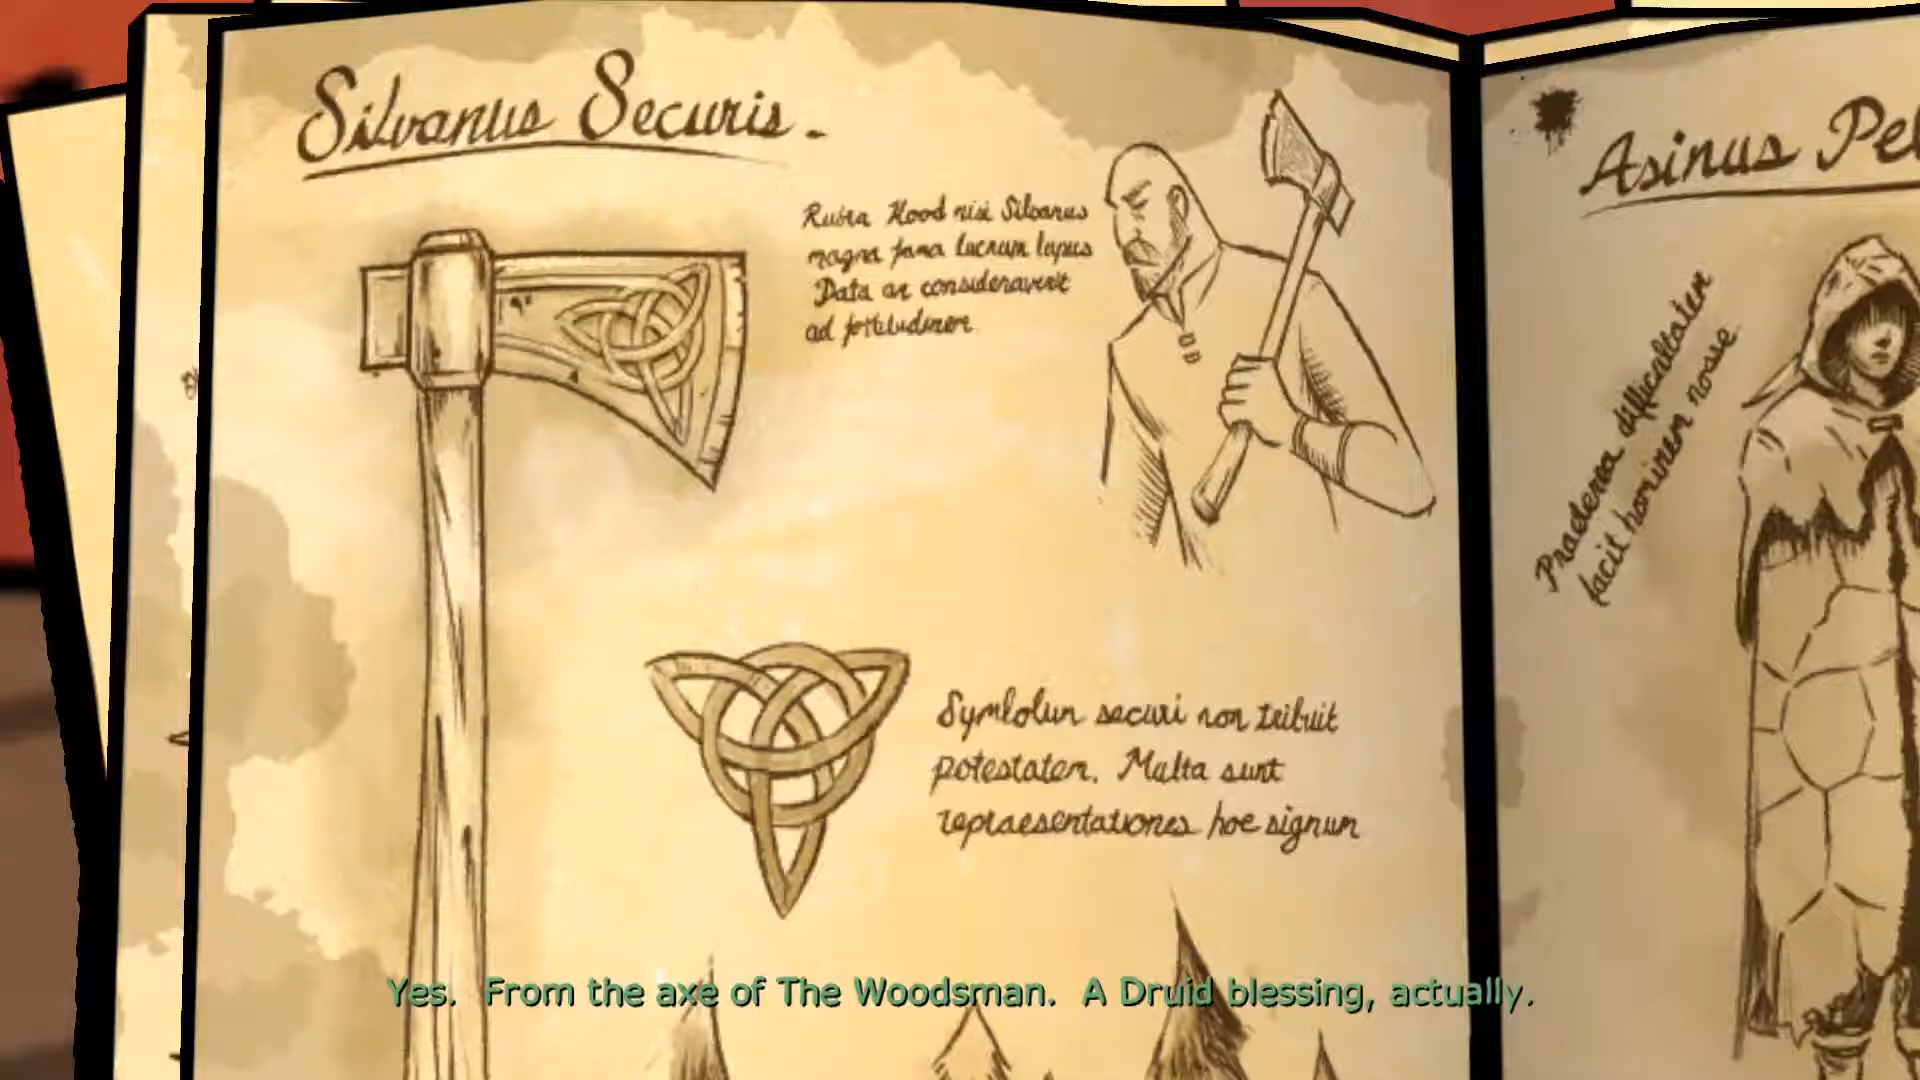 Silvanus Securis.
Rubra Hood nisi Silvanus
magna fama lucrum lupus
Data an consideraverit
ad fortitudinem
Symbolum securi non tribuit
potestatem. Multa sunt
repraesentationes hoc signum
Asinus Pel
Praeterea difficultatem
facit hominem nosse
Yes. From the axe of The Woodsman. A Druid blessing, actually.